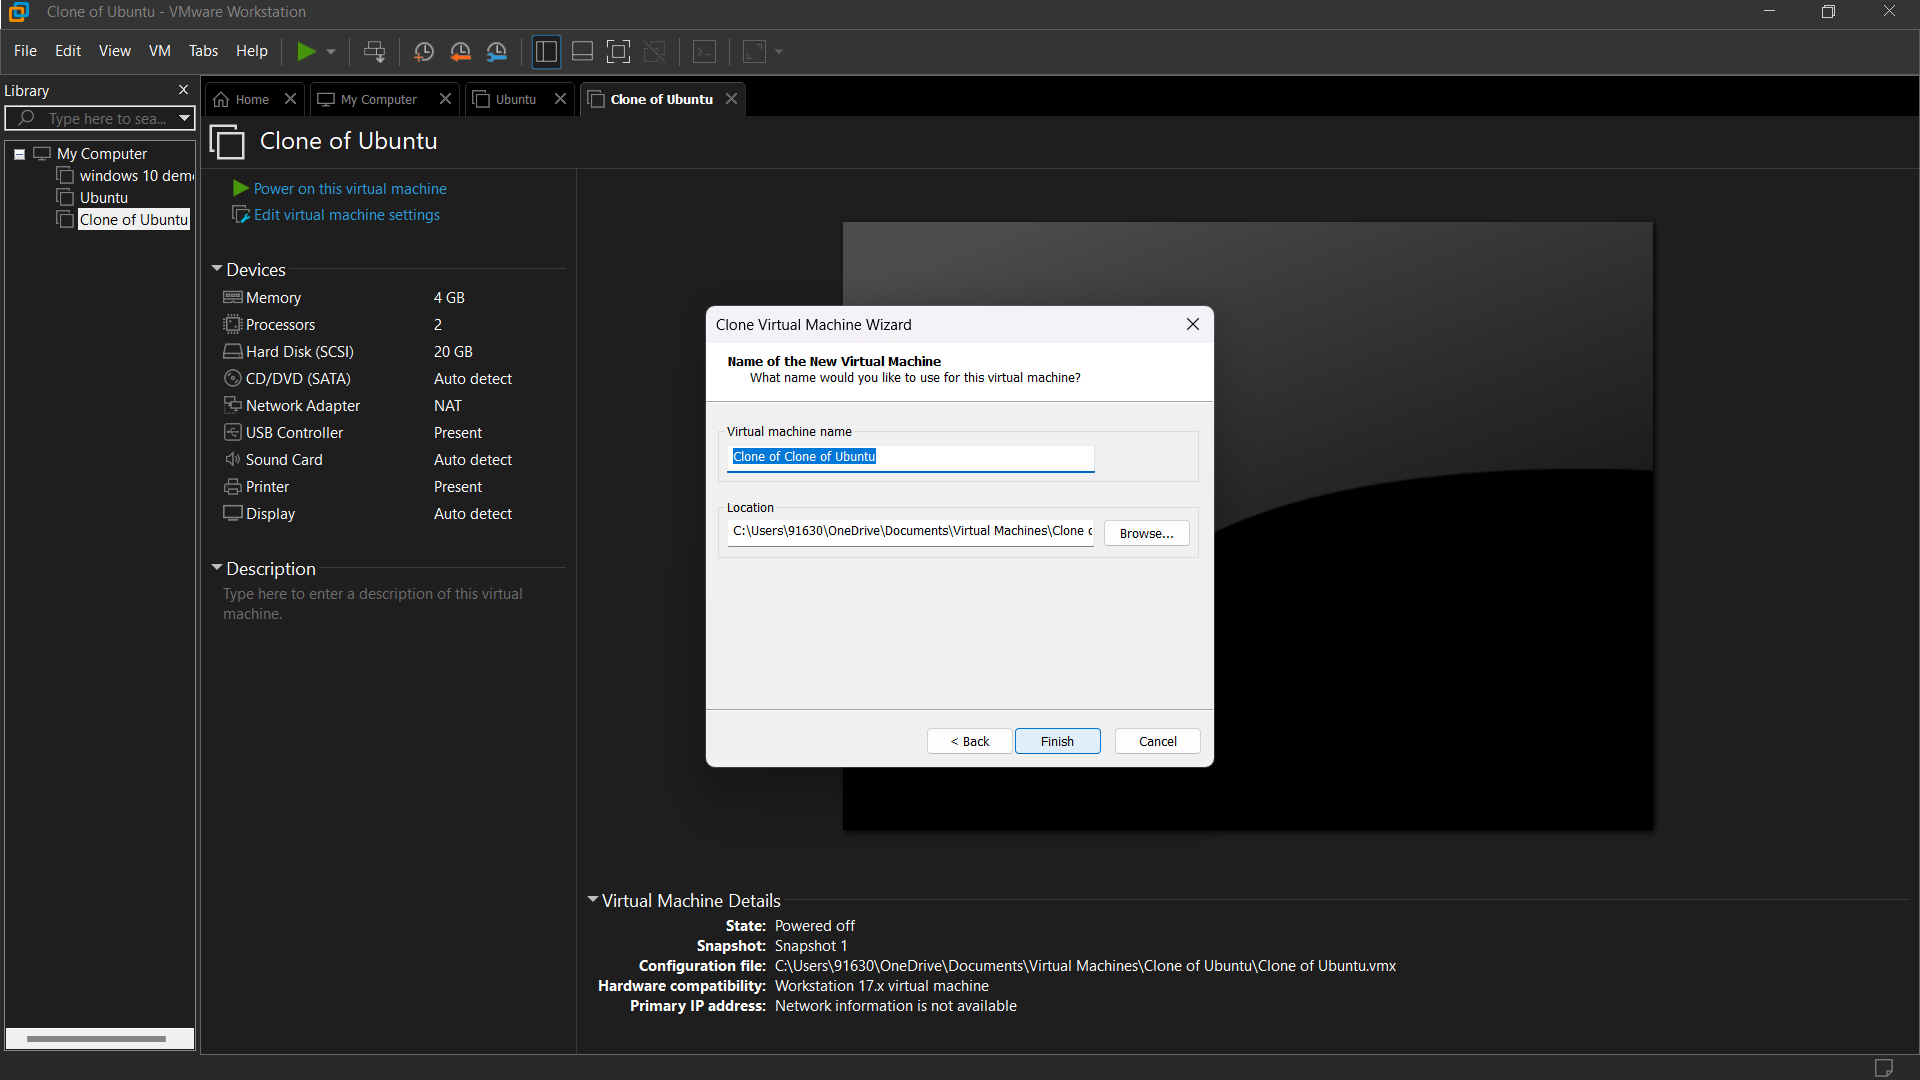 Clone of Ubuntu - VMware Workstation
File Edit View VM Tabs Help
Library
Type here to sea...
My Computer
windows 10 dem
Ubuntu
Clone of Ubuntu
Home
My Computer
Ubuntu
Clone of Ubuntu
Clone of Ubuntu
Power on this virtual machine
Edit virtual machine settings
Devices
Memory 4 GB
Processors 2
Hard Disk (SCSI) 20 GB
CD/DVD (SATA) Auto detect
Network Adapter NAT
USB Controller Present
Sound Card Auto detect
Printer Present
Display Auto detect
Description
Type here to enter a description of this virtual
machine.
Clone Virtual Machine Wizard
Name of the New Virtual Machine
What name would you like to use for this virtual machine?
Virtual machine name
Clone of Clone of Ubuntu
Location
C:\Users\91630\OneDrive\Documents\Virtual Machines\Clone
Browse...
< Back Finish Cancel
Virtual Machine Details
State: Powered off
Snapshot: Snapshot 1
Configuration file: C:\Users\91630\OneDrive\Documents\Virtual Machines\Clone of Ubuntu\Clone of Ubuntu.vmx
Hardware compatibility: Workstation 17.x virtual machine
Primary IP address: Network information is not available